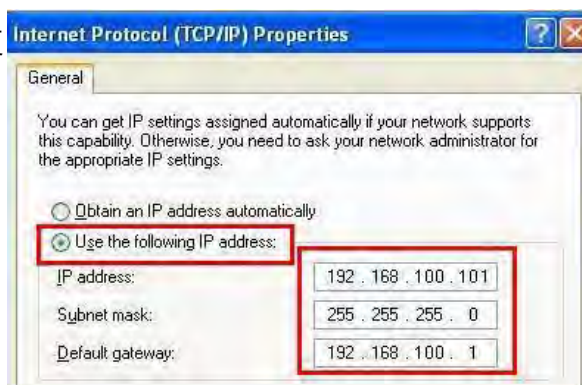 Internet Protocol (TCP/IP) Properties
General
You can get IP settings assigned automatically if your network supports
this capability. Otherwise, you need to ask your network administrator for
the appropriate IP settings.
Obtain an IP address automatically
Use the following IP address:
IP address: 192 . 168 . 100 . 101
Subnet mask: 255 . 255 . 255 . 0
Default gateway: 192 . 168 . 100 . 1